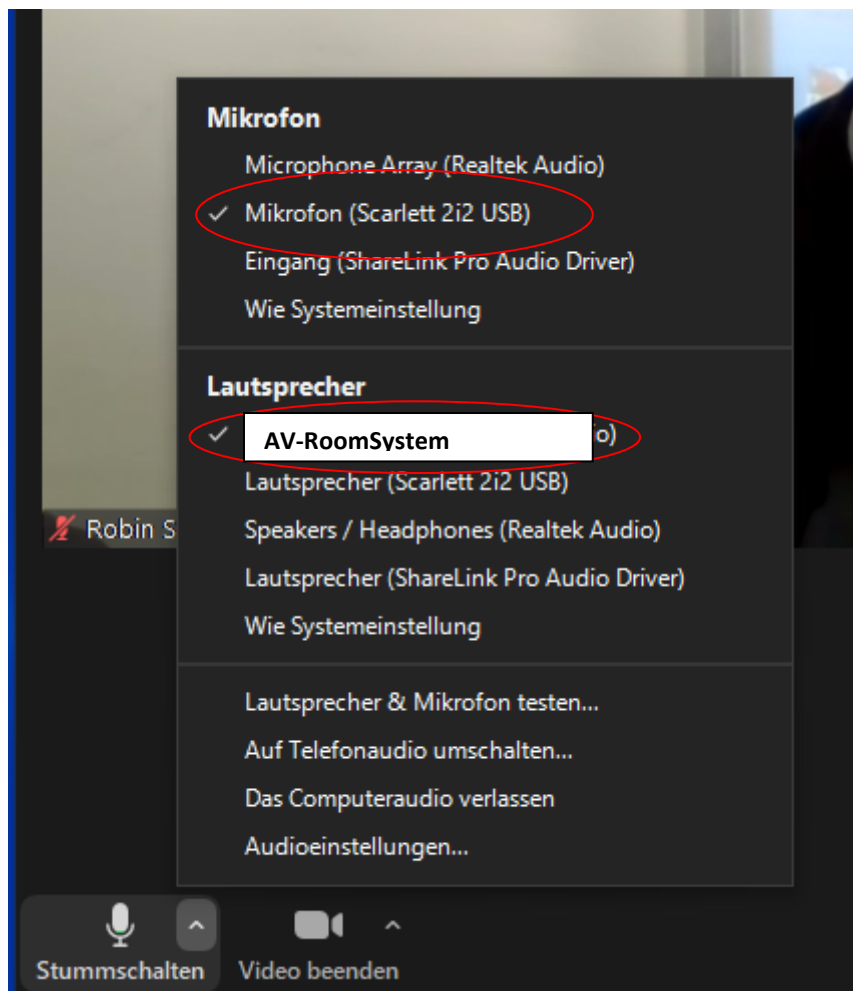 Mikrofon
Microphone Array (Realtek Audio)
Mikrofon (Scarlett 2i2 USB)
Eingang (ShareLink Pro Audio Driver)
Wie Systemeinstellung
Lautsprecher
AV-RoomSystem io)
Lautsprecher (Scarlett 2i2 USB)
Robin S
Speakers / Headphones (Realtek Audio)
Lautsprecher (ShareLink Pro Audio Driver)
Wie Systemeinstellung
Lautsprecher & Mikrofon testen...
Auf Telefonaudio umschalten...
Das Computeraudio verlassen
Audioeinstellungen...
Stummschalten
Video beenden